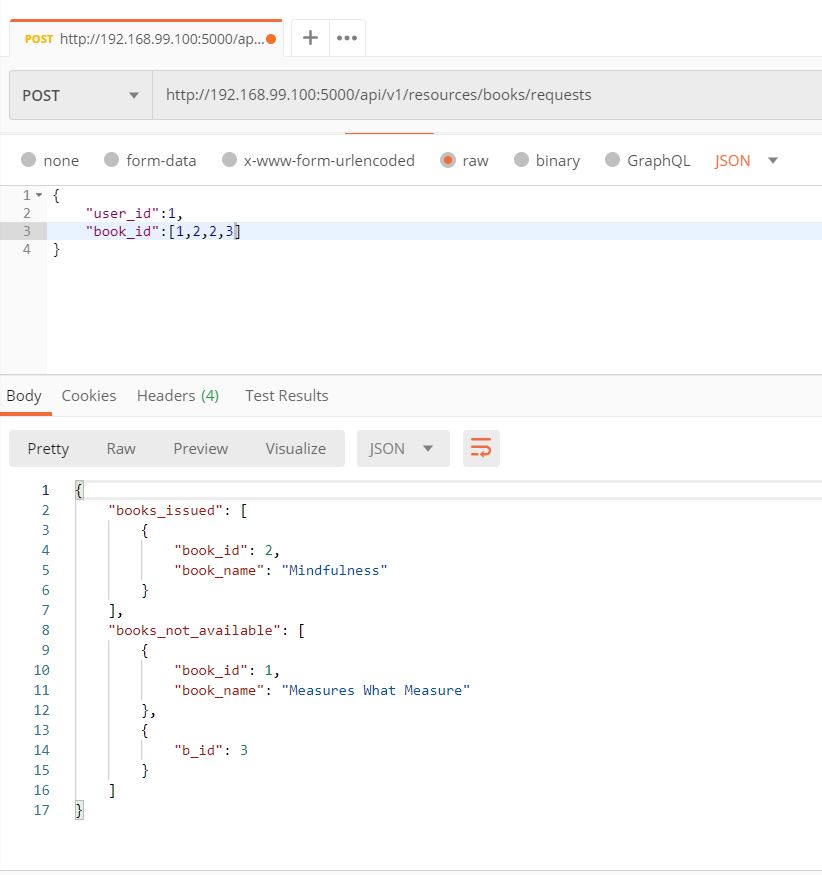 POST http://192.168.99.100:5000/ap...
POST http://192.168.99.100:5000/api/v1/resources/books/requests
none form-data x-www-form-urlencoded raw binary GraphQL JSON
1 {
2 "user_id":1,
3 "book_id":[1,2,2,3]
4 }
Body Cookies Headers (4) Test Results
Pretty Raw Preview Visualize JSON
1 {
2 "books_issued": [
3 {
4 "book_id": 2,
5 "book_name": "Mindfulness"
6 }
7 ],
8 "books_not_available": [
9 {
10 "book_id": 1,
11 "book_name": "Measures What Measure"
12 },
13 {
14 "b_id": 3
15 }
16 ]
17 }